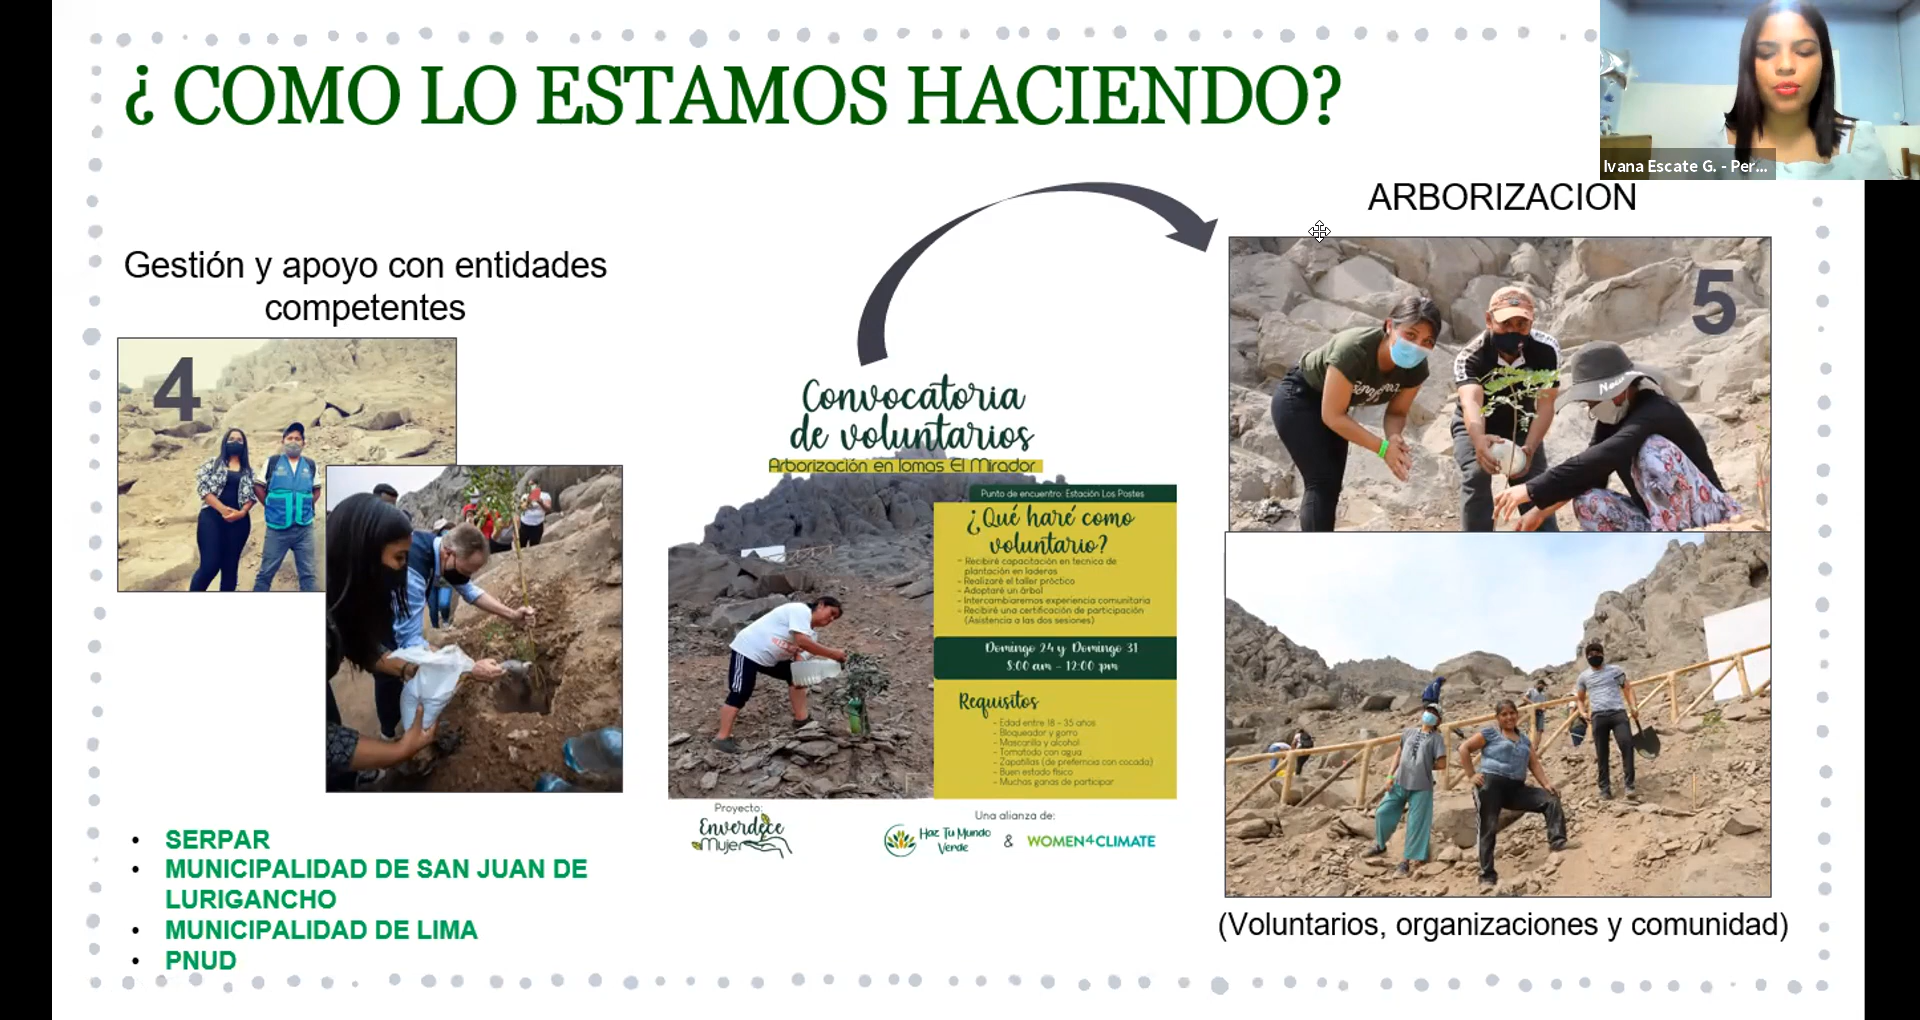 ¿ COMO LO ESTAMOS HACIENDO?
Ivana Escate G. - Per...
Gestión y apoyo con entidades
competentes
4
SERPAR
MUNICIPALIDAD DE SAN JUAN DE
LURIGANCHO
MUNICIPALIDAD DE LIMA
PNUD
Convocatoria
de voluntarios
Arborización en lomas El Mirador
Punto de encuentro: Estación Los Postes
¿Qué haré como
voluntario?
- Recibiré capacitación en tecnica de
plantación en laderas
- Realizaré el taller práctico
- Adoptaré un árbol
- Intercambiaremos experiencia comunitaria
- Recibiré una certificación de participación
(Asistencia a las dos sesiones)
Domingo 24 y Domingo 31
8:00 am - 12:00 pm
Requisitos
- Edad entre 18 - 35 años
- Bloqueador y gorro
- Mascarilla y alcohol
- Tomatodo con agua
- Zapatillas (de preferncia con cocada)
- Buen estado físico
- Muchas ganas de participar
Proyecto:
Enverdece
Mujer
Una alianza de:
Haz Tu Mundo
Verde
&
WOMEN4CLIMATE
ARBORIZACION
5
(Voluntarios, organizaciones y comunidad)